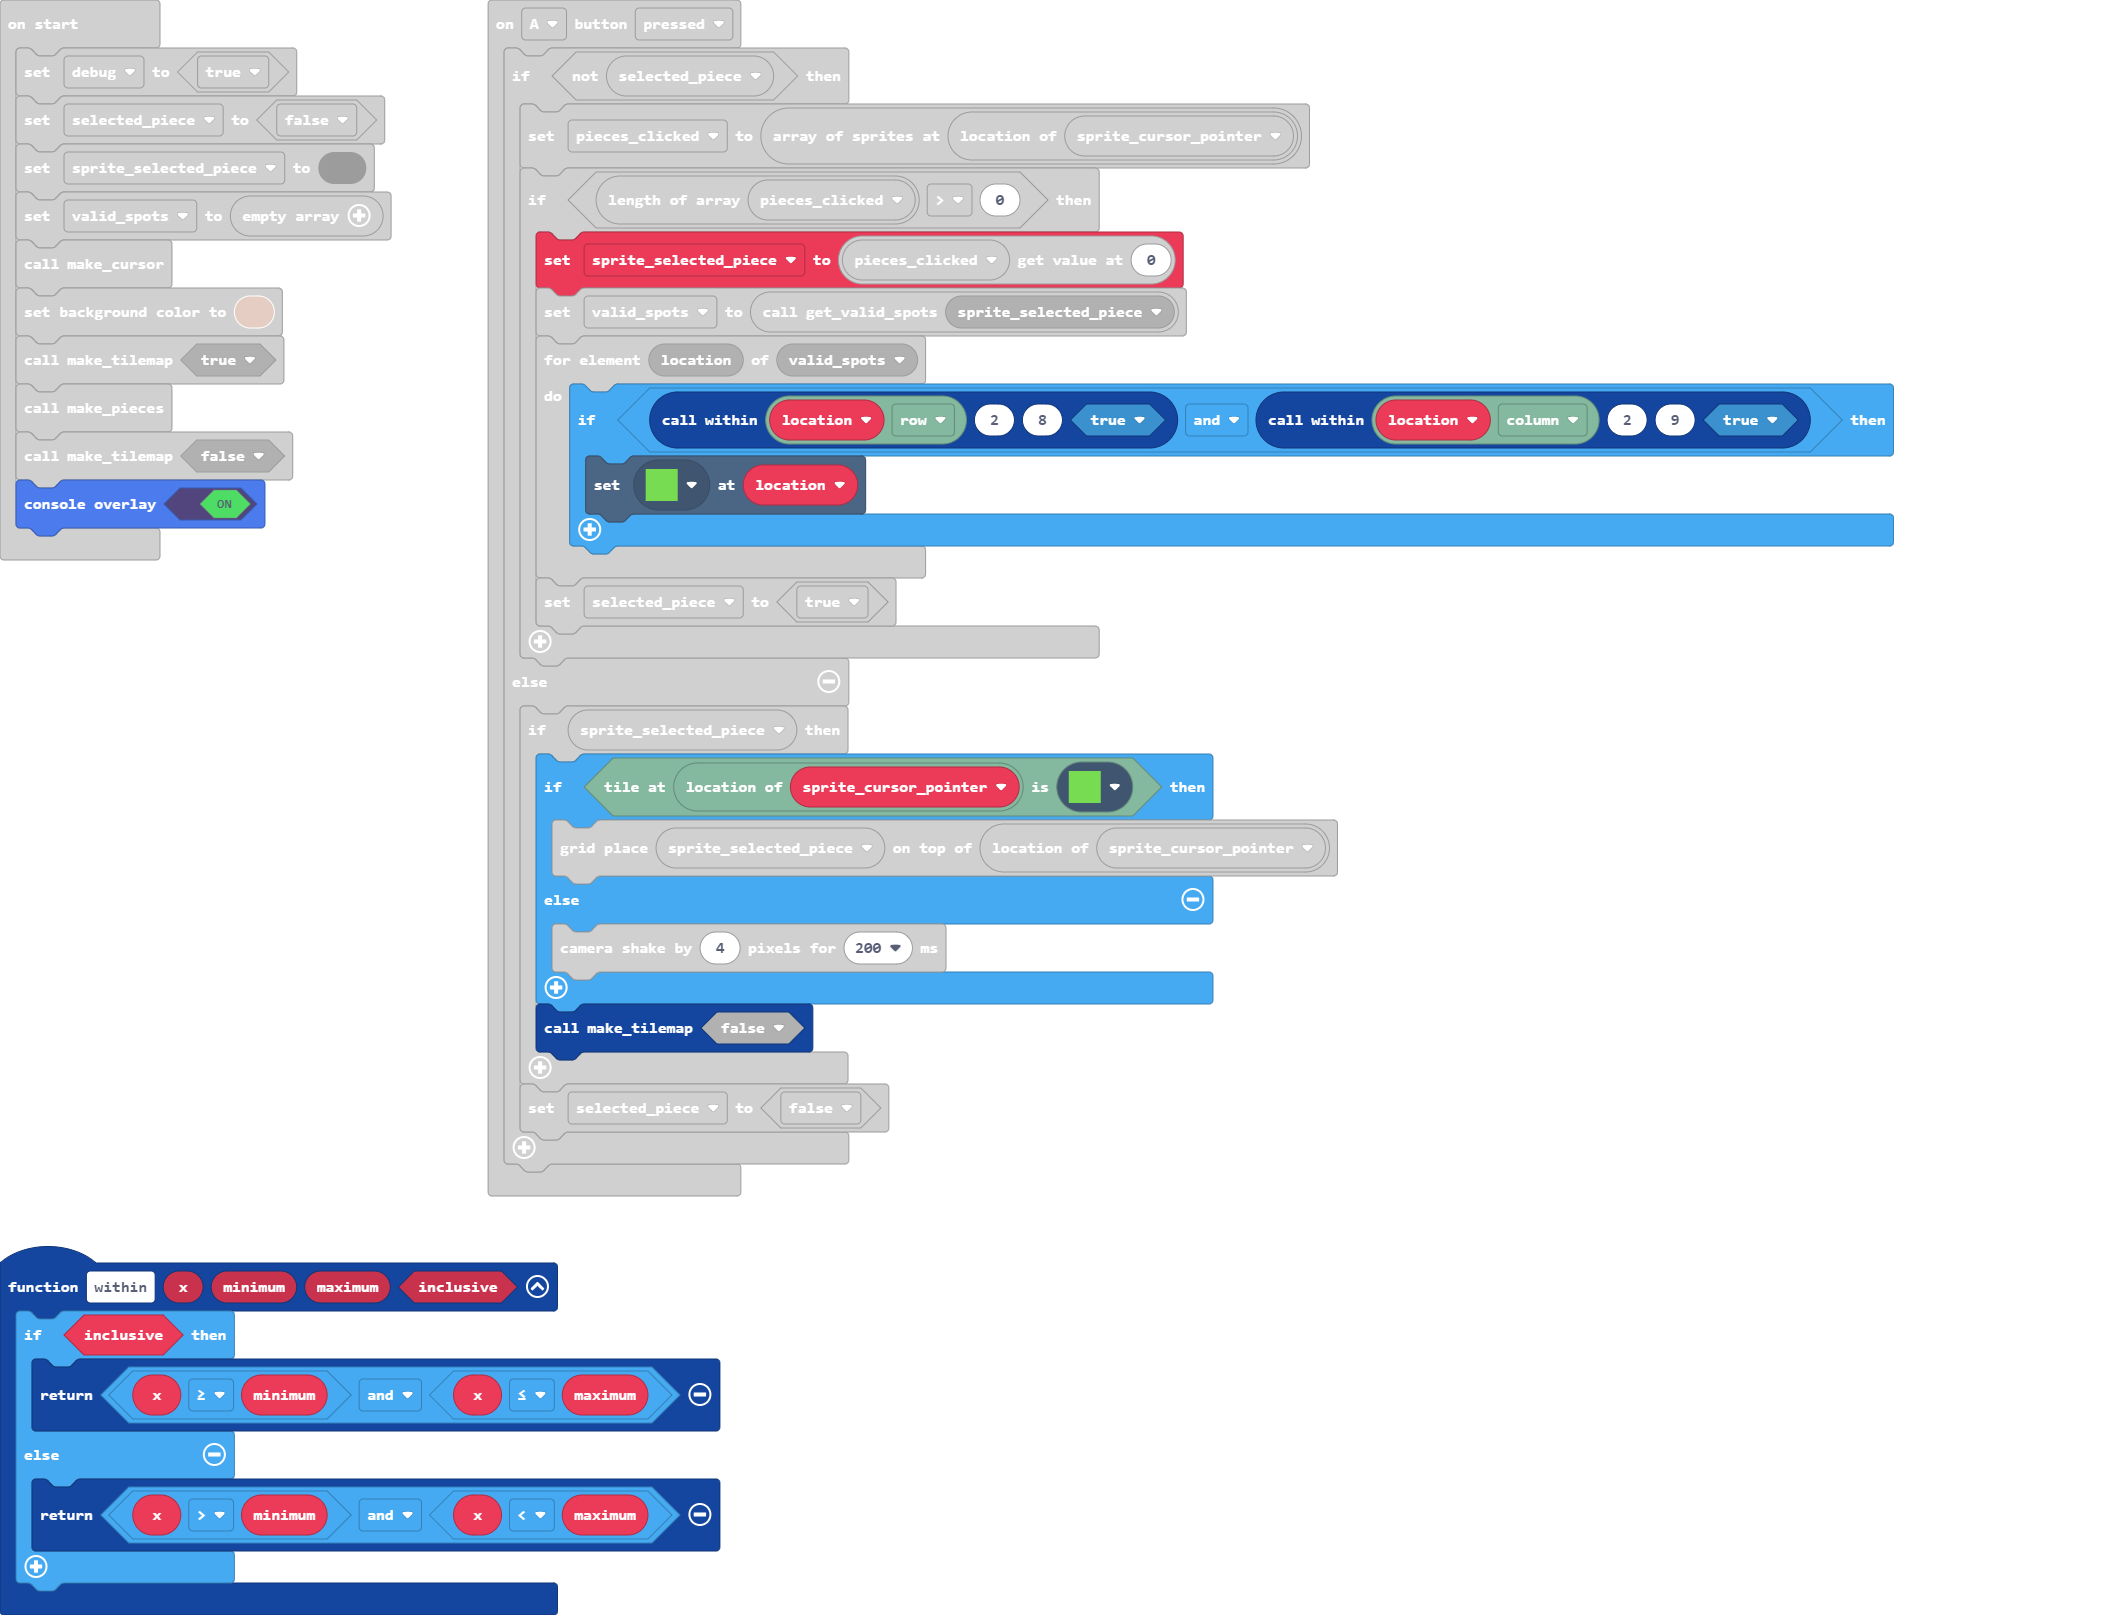 on start
set debug to true
set selected_piece to false
set sprite_selected_piece to
set valid_spots to empty array
call make_cursor
set background color to
call make_tilemap true
call make_pieces
call make_tilemap false
console overlay ON
on A button pressed
if not selected_piece then
set pieces_clicked to array of sprites at location of sprite_cursor_pointer
if length of array pieces_clicked > 0 then
set sprite_selected_piece to pieces_clicked get value at 0
set valid_spots to call get_valid_spots sprite_selected_piece
for element location of valid_spots
do
if call within location row 2 8 true and call within location column 2 9 true then
set at location
set selected_piece to true
else
if sprite_selected_piece then
if tile at location of sprite_cursor_pointer is then
grid place sprite_selected_piece on top of location of sprite_cursor_pointer
else
camera shake by 4 pixels for 200 ms
call make_tilemap false
set selected_piece to false
function within x minimum maximum inclusive
if inclusive then
return x ≥ minimum and x ≤ maximum
else
return x > minimum and x < maximum